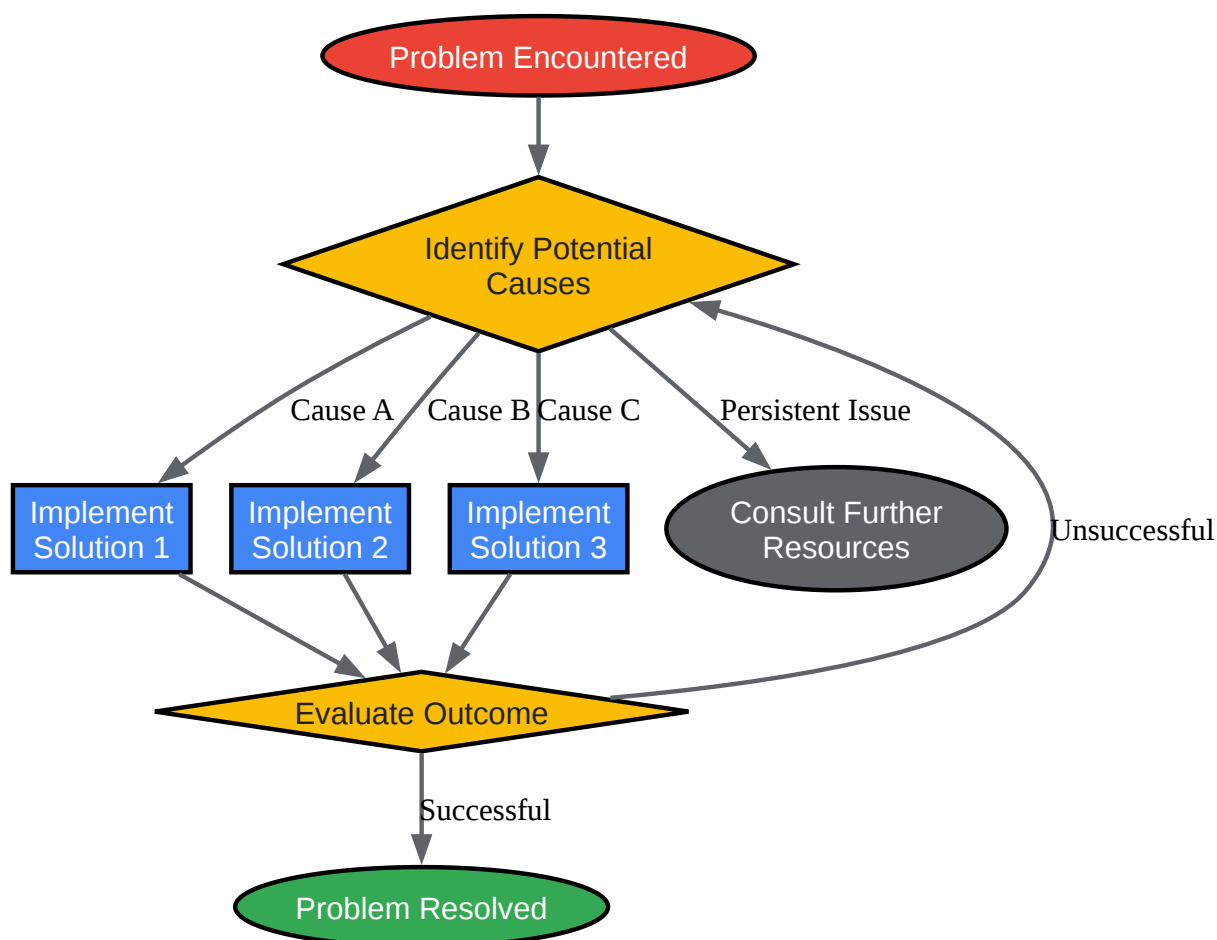 Problem Encountered
Identify Potential
Causes
Cause A
Cause B
Cause C
Persistent Issue
Implement
Solution 1
Implement
Solution 2
Implement
Solution 3
Consult Further
Resources
Unsuccessful
Evaluate Outcome
Successful
Problem Resolved